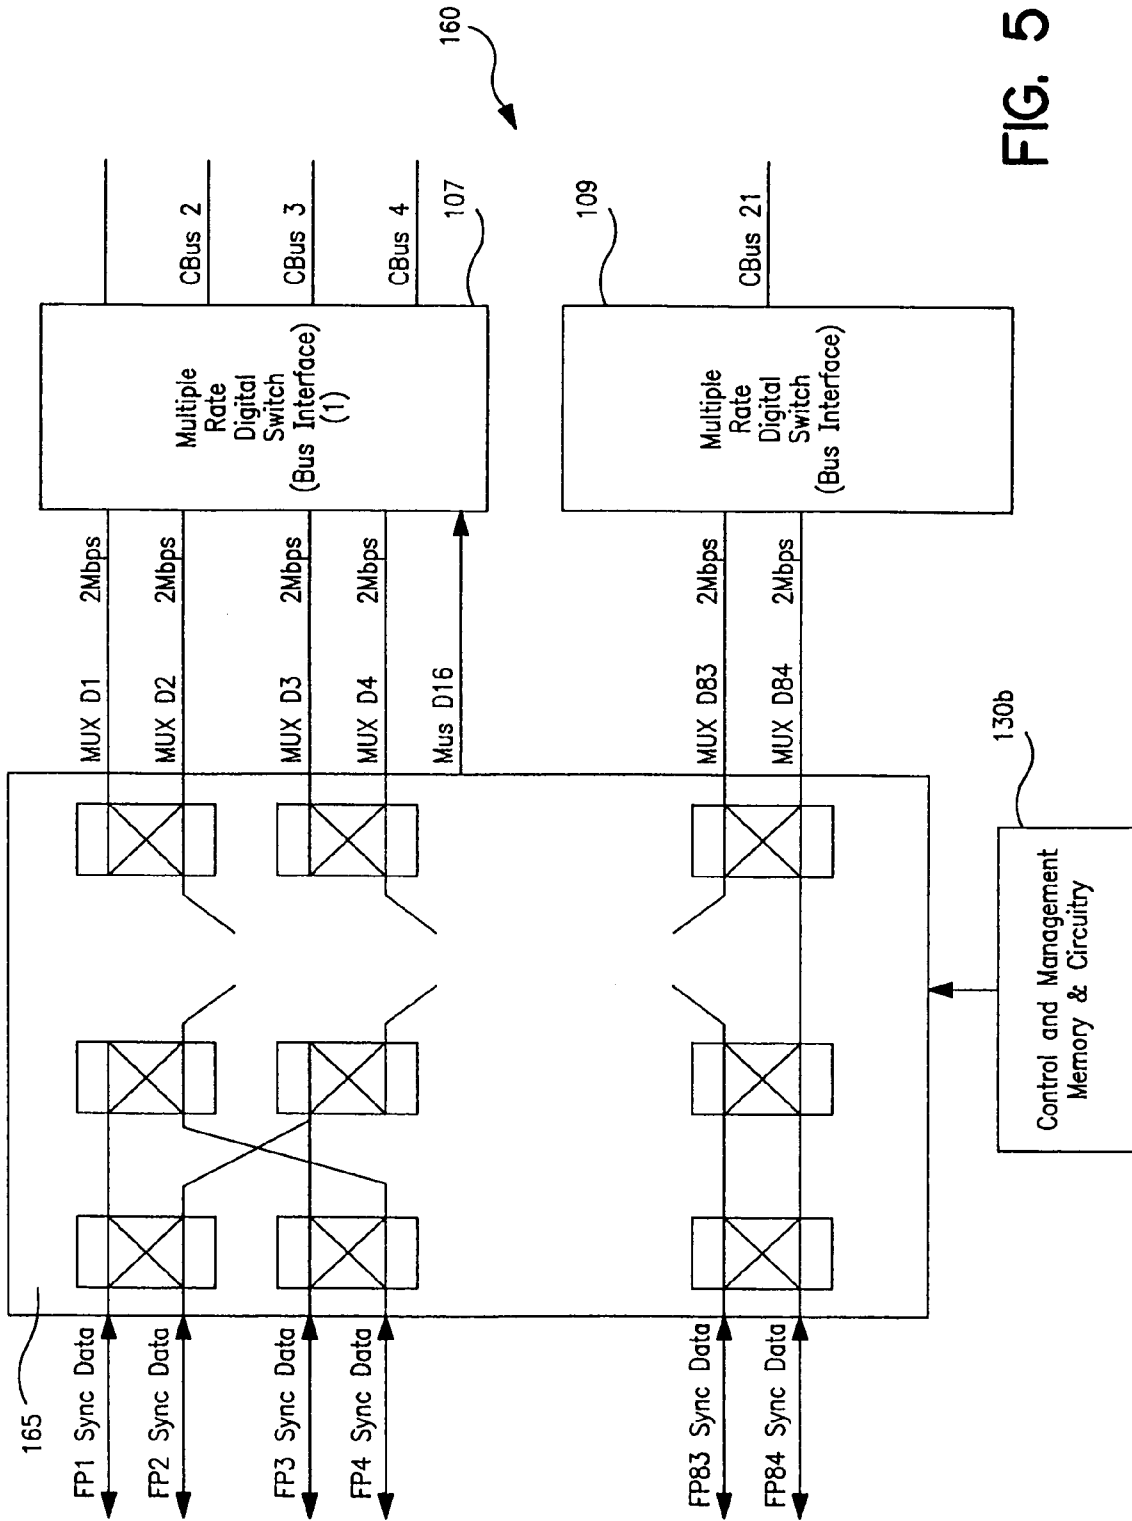 160
165
FP1 Sync Data
MUX D1
2Mbps
FP2 Sync Data
MUX D2
2Mbps
CBus 2
FP3 Sync Data
MUX D3
2Mbps
CBus 3
FP4 Sync Data
MUX D4
2Mbps
CBus 4
Mus D16
Multiple
Rate
Digital
Switch
(Bus Interface)
(1)
107
109
FP83 Sync Data
MUX D83
2Mbps
FP84 Sync Data
MUX D84
2Mbps
CBus 21
Multiple
Rate
Digital
Switch
(Bus Interface)
130b
Control and Management
Memory & Circuitry
FIG. 5